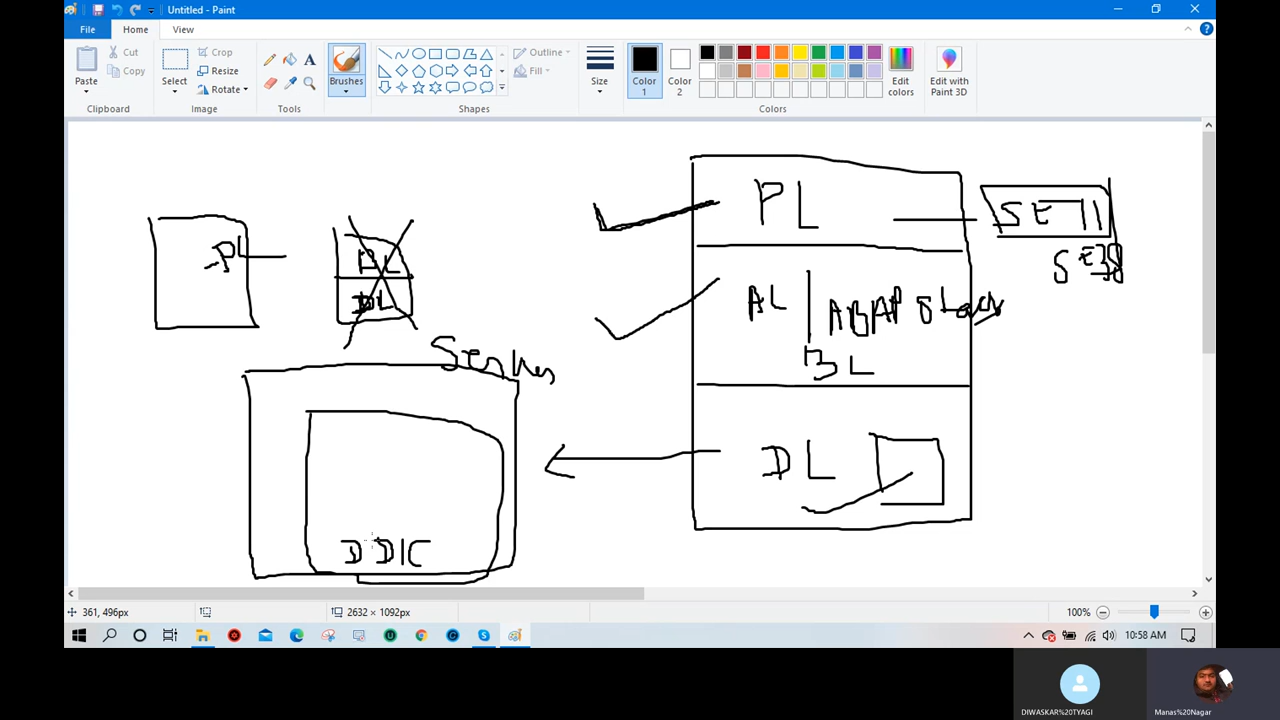 Untitled - Paint
File Home View
Paste
Cut
Copy
Clipboard
Select
Crop
Resize
Rotate
Image
Tools
Brushes
Shapes
Outline
Fill
Size
Color 1
Color 2
Colors
Edit colors
Edit with Paint 3D
PL
PL
DL
PL
SE11
SE38
AL
ABAP
BL
DL
DDIC
361, 496px
2632 × 1092px
100%
10:58 AM
DIWASKAR%20TYAGI
Manas%20Nagar